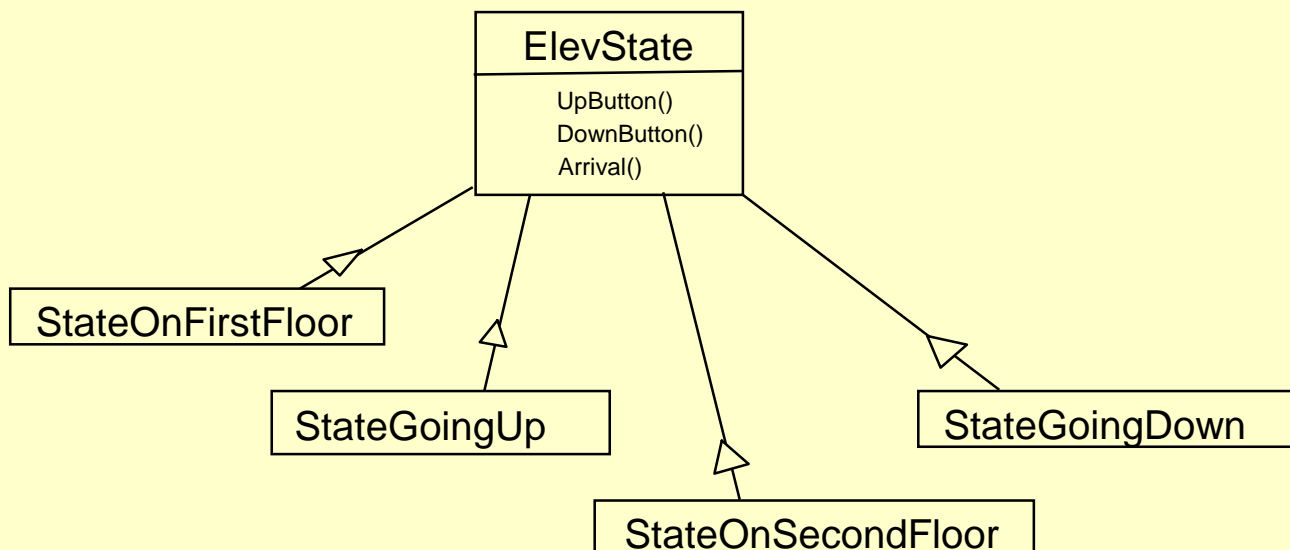 ElevState
UpButton()
DownButton()
Arrival()
StateOnFirstFloor
StateGoingUp
StateGoingDown
StateOnSecondFloor